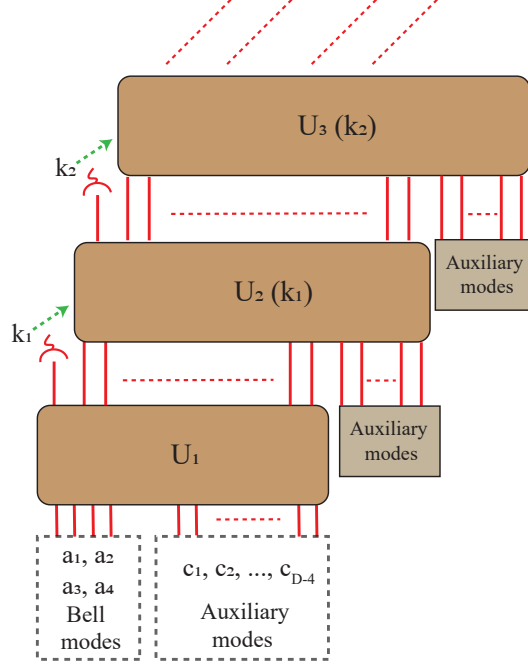 U₃ (k₂)
k₂
Auxiliary
modes
U₂ (k₁)
k₁
Auxiliary
modes
U₁
a₁, a₂
a₃, a₄
Bell
modes
c₁, c₂, ..., c_{D-4}
Auxiliary
modes